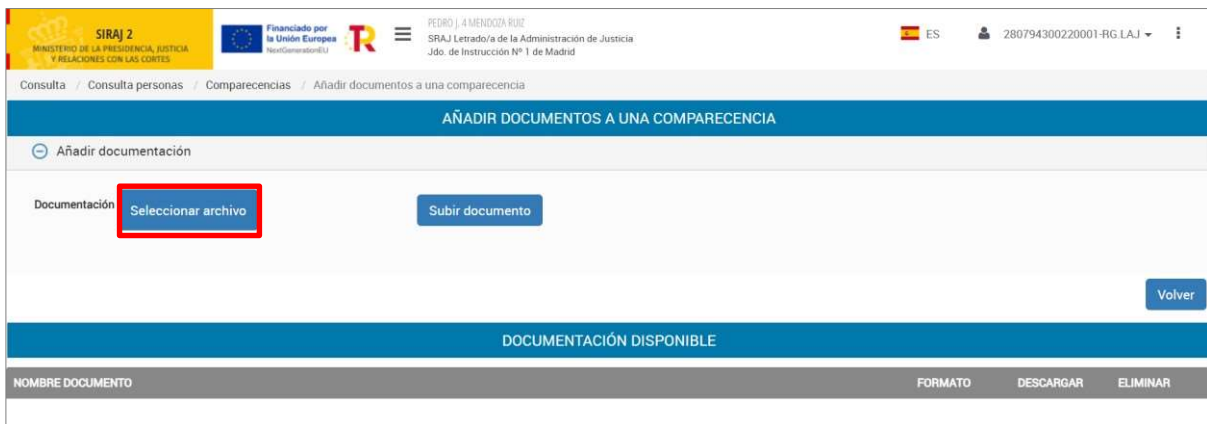 SIRAJ 2
MINISTERIO DE LA PRESIDENCIA, JUSTICIA
Y RELACIONES CON LAS CORTES
Financiado por
la Unión Europea
NextGenerationEU
PEDRO J. 4 MENDOZA RUIZ
SRAJ Letrado/a de la Administración de Justicia
Jdo. de Instrucción Nº 1 de Madrid
ES
280794300220001-RG.LAJ
Consulta / Consulta personas / Comparecencias / Añadir documentos a una comparecencia
AÑADIR DOCUMENTOS A UNA COMPARECENCIA
Añadir documentación
Documentación Seleccionar archivo Subir documento
Volver
DOCUMENTACIÓN DISPONIBLE
NOMBRE DOCUMENTO FORMATO DESCARGAR ELIMINAR